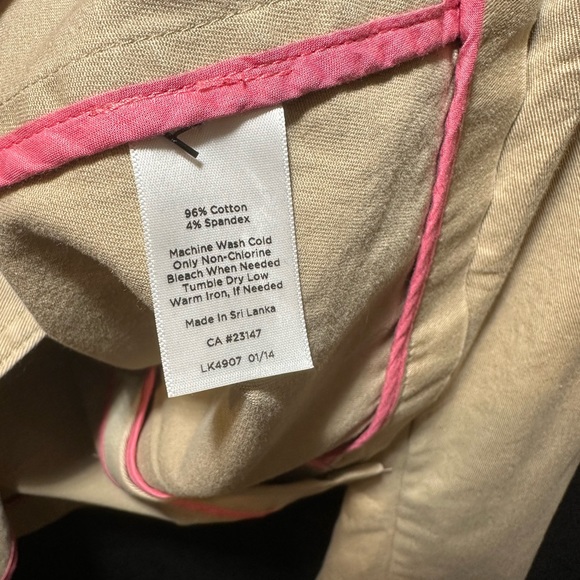 96% Cotton
4% Spandex
Machine Wash Cold
Only Non-Chlorine
Bleach When Needed
Tumble Dry Low
Warm Iron, If Needed
Made in Sri Lanka
CA #23147
LK4907 01/14